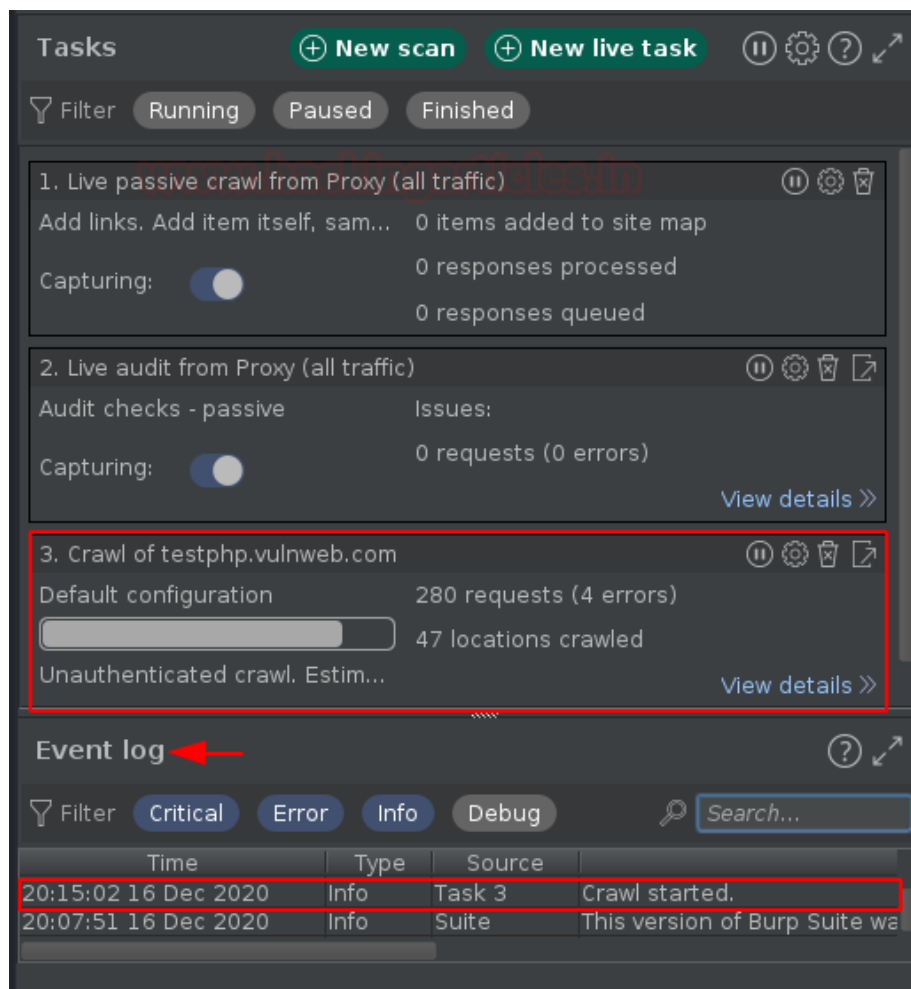 Tasks New scan New live task
Filter Running Paused Finished
www.hackingarticles.in
1. Live passive crawl from Proxy (all traffic)
Add links. Add item itself, sam... 0 items added to site map
0 responses processed
Capturing:
0 responses queued
2. Live audit from Proxy (all traffic)
Audit checks - passive Issues:
0 requests (0 errors)
Capturing:
View details
3. Crawl of testphp.vulnweb.com
Default configuration 280 requests (4 errors)
47 locations crawled
Unauthenticated crawl. Estim...
View details
Event log
Filter Critical Error Info Debug Search...
Time Type Source
20:15:02 16 Dec 2020 Info Task 3 Crawl started.
20:07:51 16 Dec 2020 Info Suite This version of Burp Suite wa